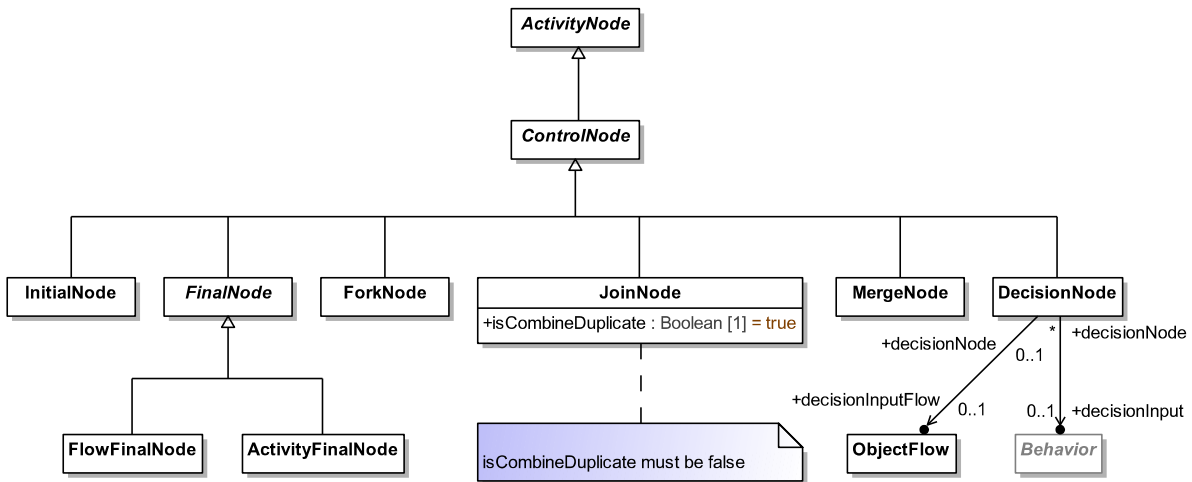 ActivityNode
ControlNode
InitialNode
FinalNode
ForkNode
JoinNode
+isCombineDuplicate : Boolean [1] = true
MergeNode
DecisionNode
+decisionNode
0..1
*
+decisionNode
+decisionInputFlow
0..1
0..1
+decisionInput
FlowFinalNode
ActivityFinalNode
isCombineDuplicate must be false
ObjectFlow
Behavior